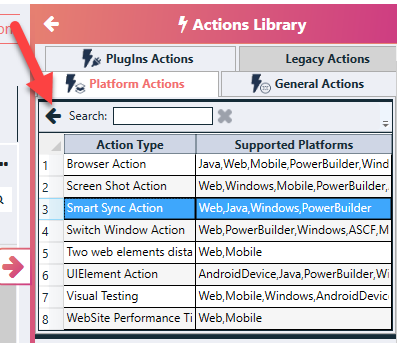 Actions Library
PlugIns Actions Legacy Actions
Platform Actions General Actions
Search:
Action Type Supported Platforms
1 Browser Action Java,Web,Mobile,PowerBuilder,Wind
2 Screen Shot Action Web,Windows,Mobile,PowerBuilder,
3 Smart Sync Action Web,Java,Windows,PowerBuilder
4 Switch Window Action Web,PowerBuilder,Windows,ASCF,M
5 Two web elements dista Web,Mobile
6 UIElement Action AndroidDevice,Java,PowerBuilder,Wi
7 Visual Testing Web,Mobile,Windows,AndroidDevice
8 WebSite Performance Ti Web,Mobile